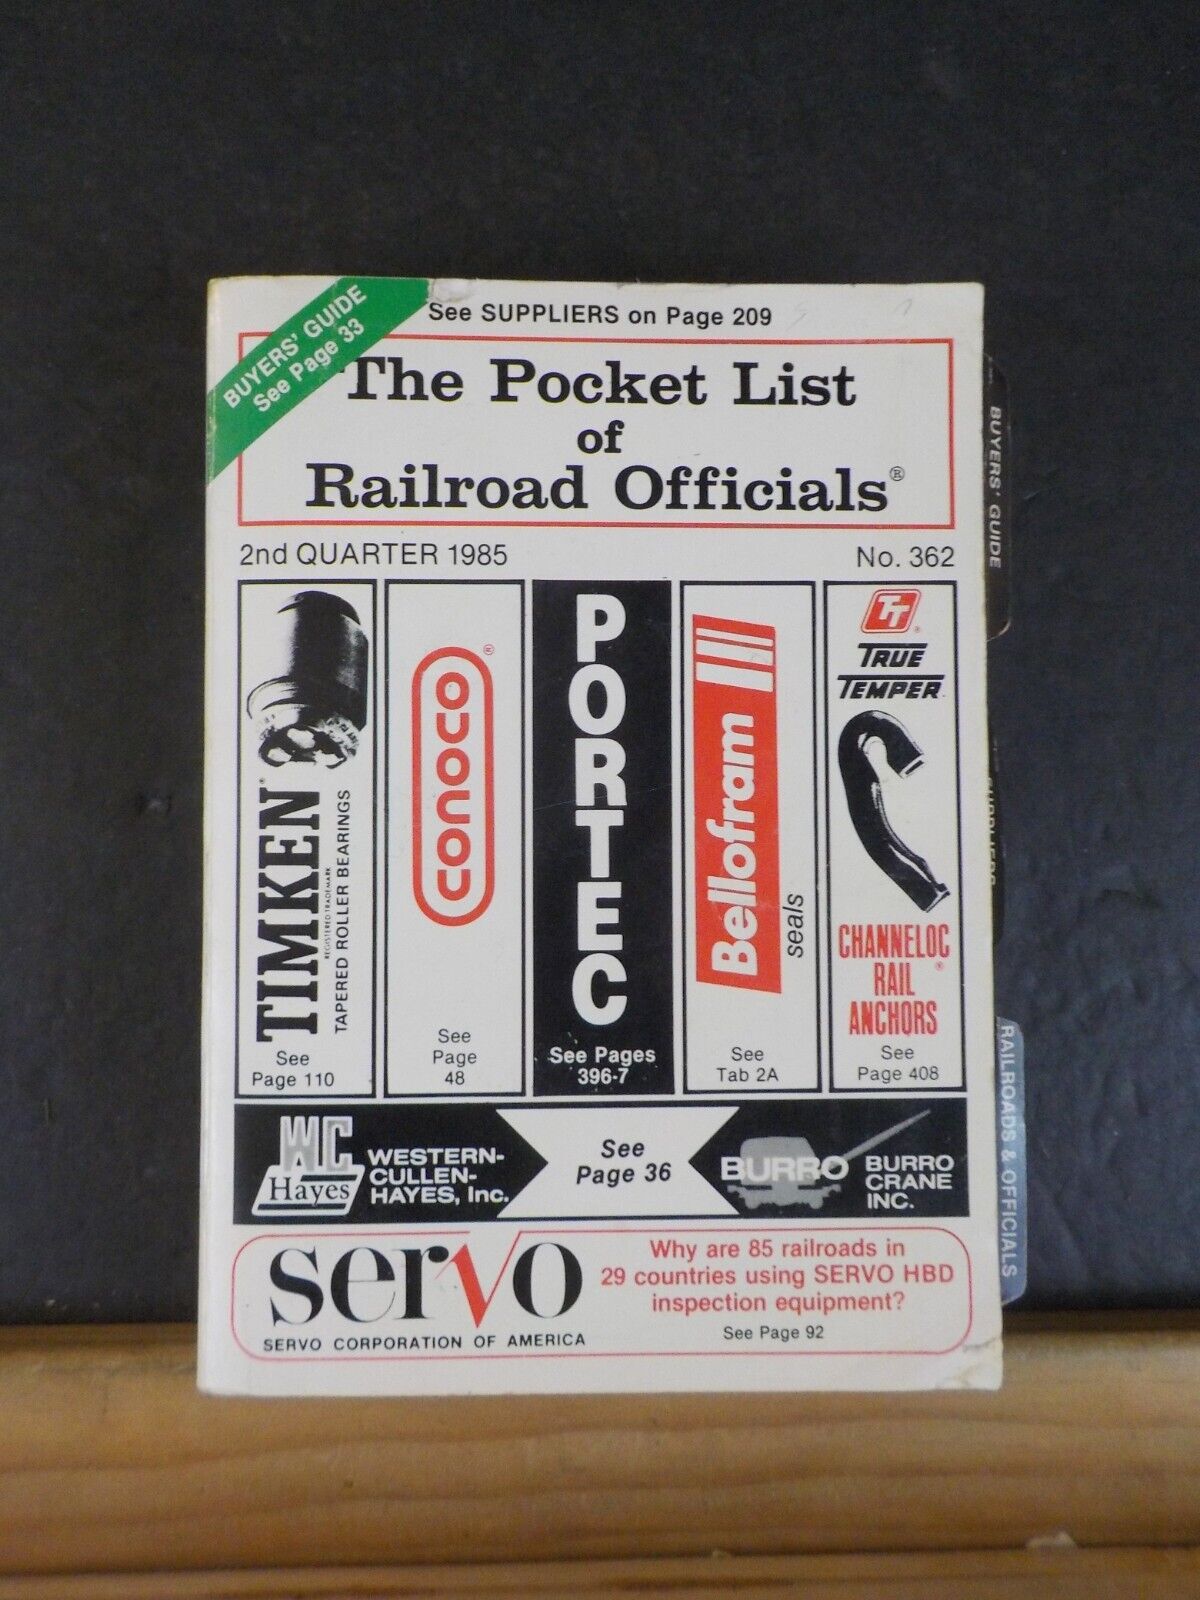 BUYERS' GUIDE
See Page 33
See SUPPLIERS on Page 209
The Pocket List
of
Railroad Officials®
2nd QUARTER 1985
No. 362
TIMKEN®
REGISTERED TRADEMARK
TAPERED ROLLER BEARINGS
See
Page 110
CONOCO®
See
Page
48
PORTEC
See Pages
396-7
Bellofram
seals
See
Tab 2A
TT®
TRUE
TEMPER
CHANNELOC®
RAIL
ANCHORS
See
Page 408
WC
Hayes
WESTERN-
CULLEN-
HAYES, Inc.
See
Page 36
BURRO
BURRO
CRANE
INC.
servo
SERVO CORPORATION OF AMERICA
Why are 85 railroads in
29 countries using SERVO HBD
inspection equipment?
See Page 92
BUYERS' GUIDE
SUPPLIERS
RAILROADS & OFFICIALS